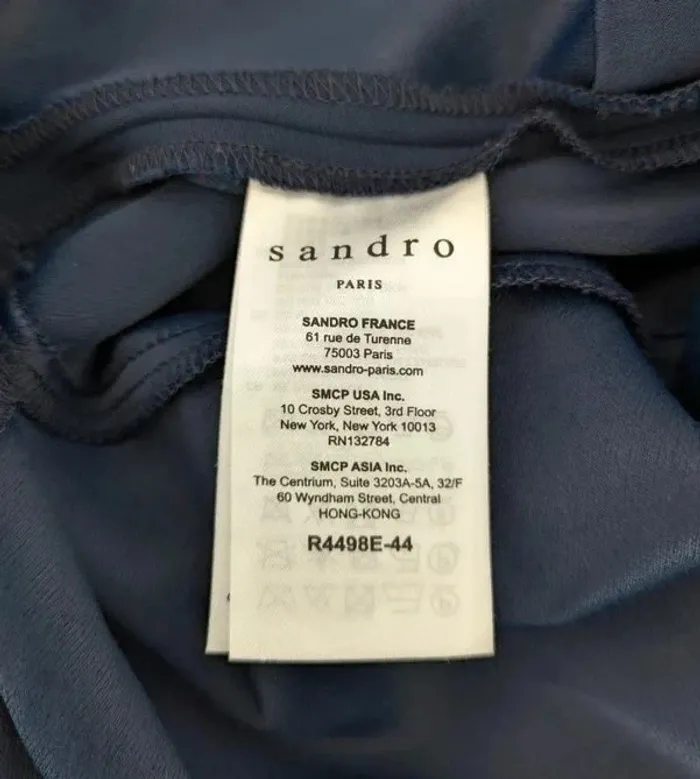 sandro
PARIS
SANDRO FRANCE
61 rue de Turenne
75003 Paris
www.sandro-paris.com
SMCP USA Inc.
10 Crosby Street, 3rd Floor
New York, New York 10013
RN132784
SMCP ASIA Inc.
The Centrium, Suite 3203A-5A, 32/F
60 Wyndham Street, Central
HONG-KONG
R4498E-44